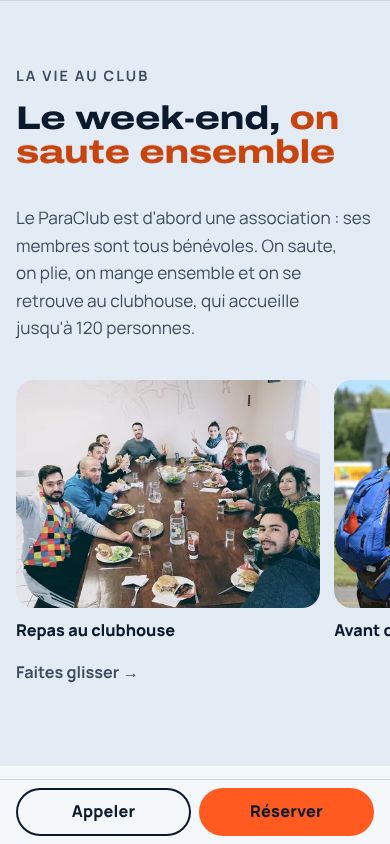 LA VIE AU CLUB
Le week-end, on
saute ensemble
Le ParaClub est d'abord une association : ses
membres sont tous bénévoles. On saute,
on plie, on mange ensemble et on se
retrouve au clubhouse, qui accueille
jusqu'à 120 personnes.
Repas au clubhouse
Avant
Faites glisser →
Appeler
Réserver